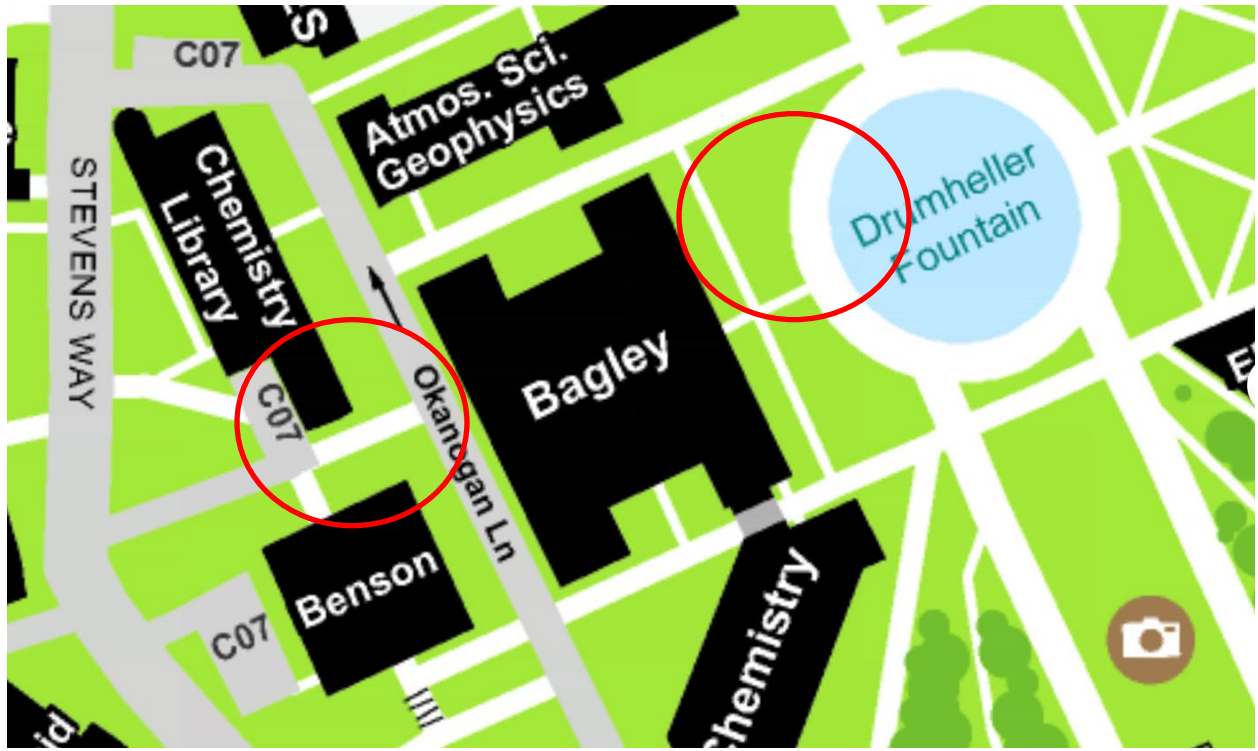 C07
Atmos. Sci.
Geophysics
STEVENS WAY
Chemistry
Library
Drumheller
Fountain
Bagley
C07
Okanogan Ln
Benson
C07
Chemistry